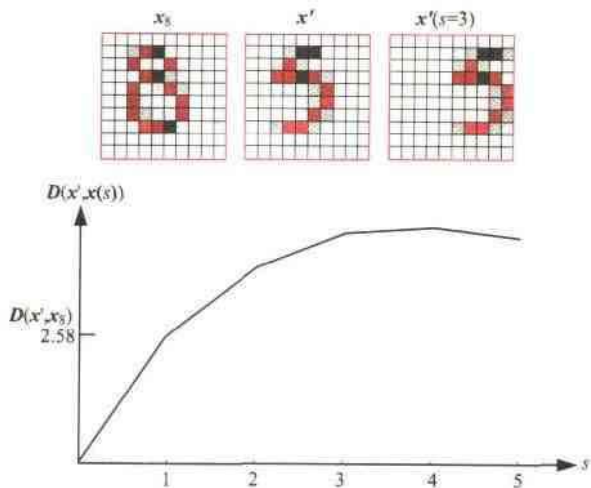 x₈ x' x'(s=3)
D(x',x(s))
D(x',x₈)
2.58
1 2 3 4 5 s